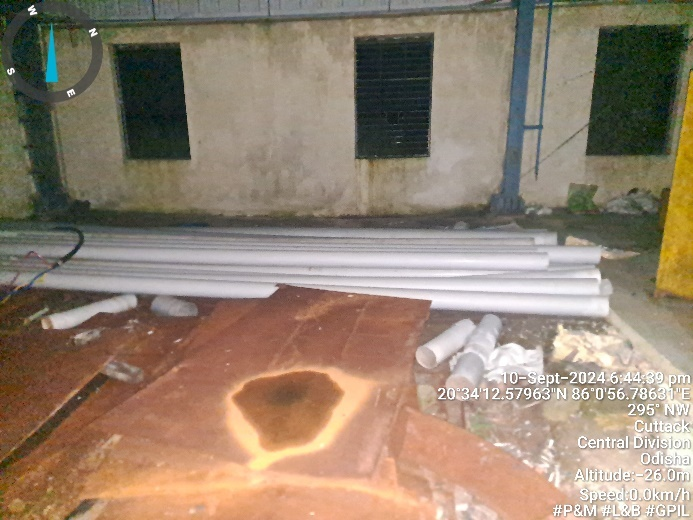 W
N
S
E
10-Sept-2024 6:44:39 pm
20°34'12.57963"N 86°0'56.78631"E
295° NW
Cuttack
Central Division
Odisha
Altitude:-26.0m
Speed:0.0km/h
#P&M #L&B #GPIL